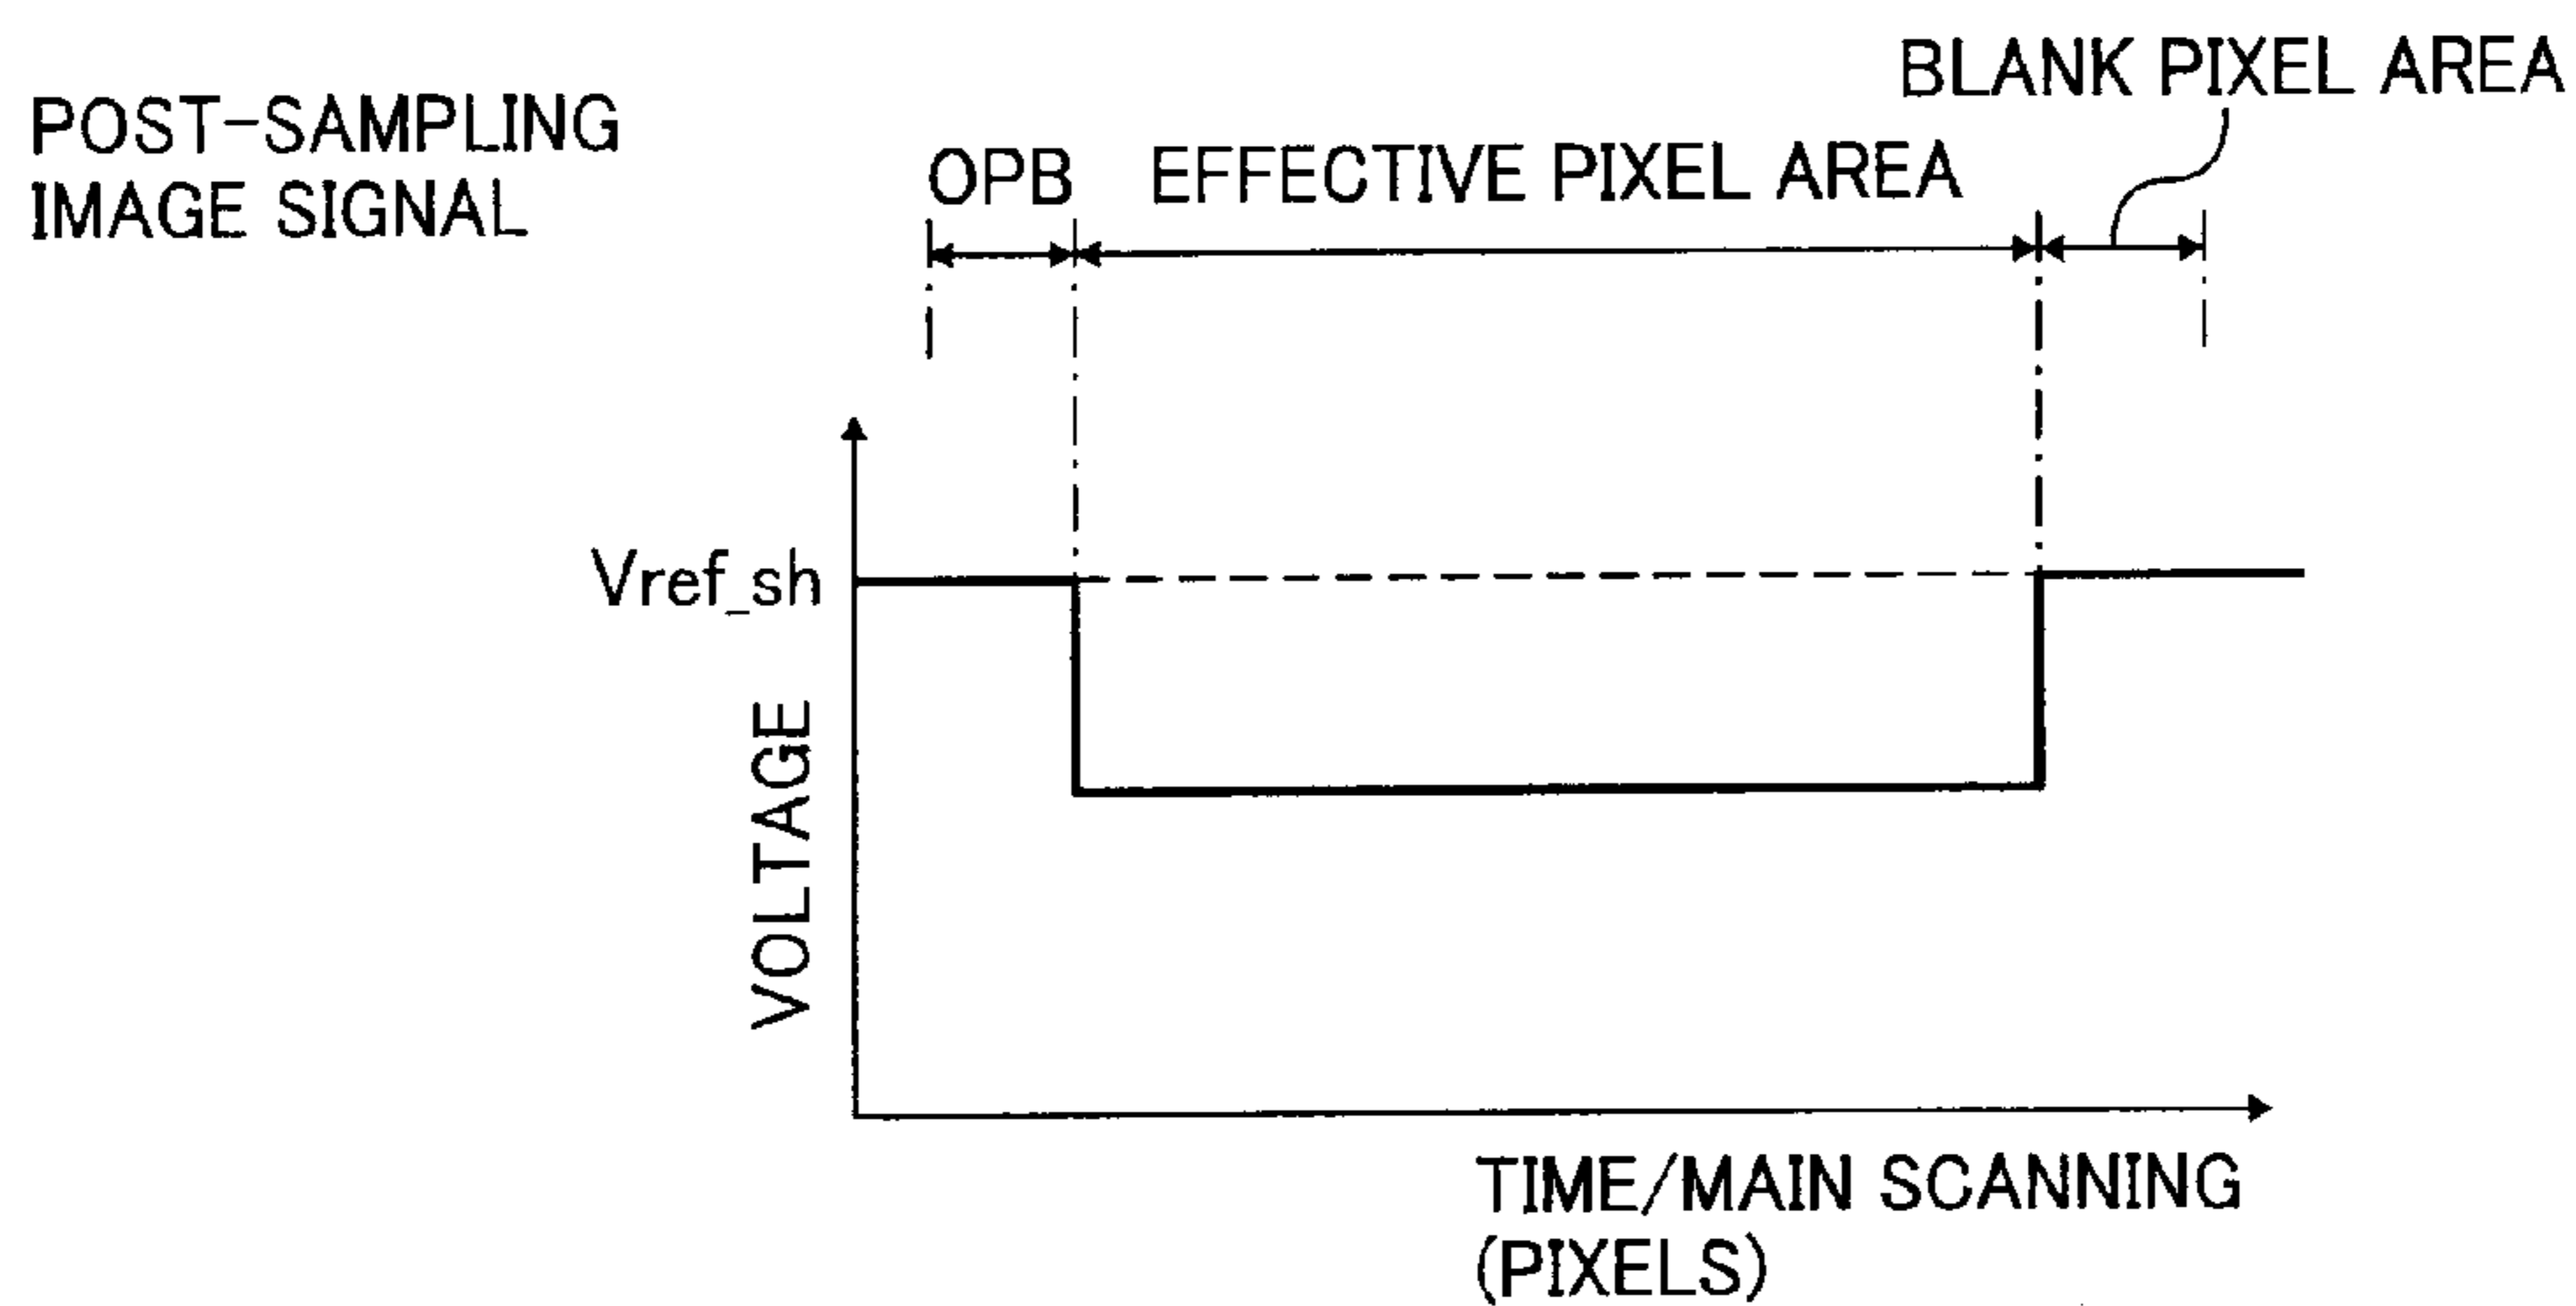 POST-SAMPLING
IMAGE SIGNAL
BLANK PIXEL AREA
OPB
EFFECTIVE PIXEL AREA
Vref_sh
VOLTAGE
TIME/MAIN SCANNING
(PIXELS)